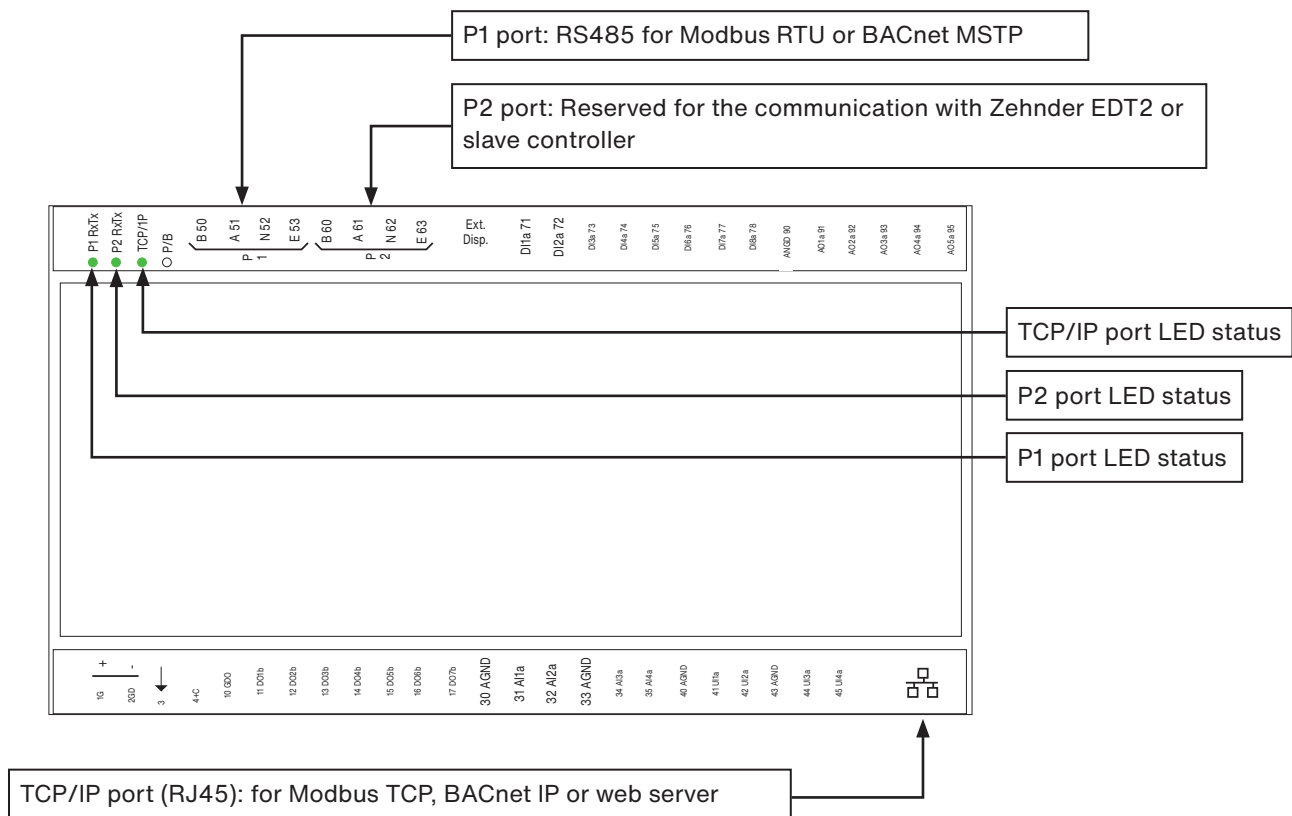 P1 port: RS485 for Modbus RTU or BACnet MSTP
P2 port: Reserved for the communication with Zehnder EDT2 or
slave controller
P1 RxTx
P2 RxTx
TCP/1P
P/B
B 50
A 51
N 52
E 53
P 1
B 60
A 61
N 62
E 63
P 2
Ext.
Disp.
DI1a 71
DI2a 72
DI3a 73
DI4a 74
DI5a 75
DI6a 76
DI7a 77
DI8a 78
ANGD 90
AO1a 91
AO2a 92
AO3a 93
AO4a 94
AO5a 95
TCP/IP port LED status
P2 port LED status
P1 port LED status
+
-
1G
2GD
3
4+C
10 GDO
11 DO1b
12 DO2b
13 DO3b
14 DO4b
15 DO5b
16 DO6b
17 DO7b
30 AGND
31 AI1a
32 AI2a
33 AGND
34 AI3a
35 AI4a
40 AGND
41 UI1a
42 UI2a
43 AGND
44 UI3a
45 UI4a
TCP/IP port (RJ45): for Modbus TCP, BACnet IP or web server